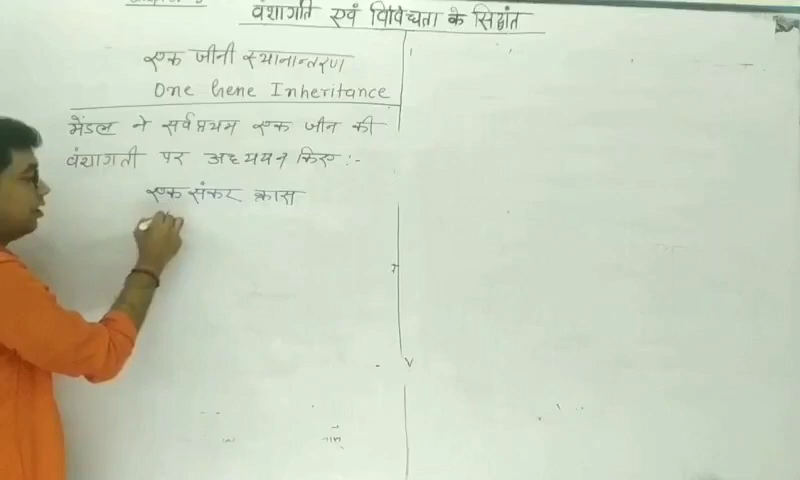 वंशागति एवं विविधता के सिद्धांत
एक जीनी स्थानान्तरण
One Gene Inheritance
मेंडल ने सर्वप्रथम एक जीन की
वंशागती पर अध्ययन किए :-
एक संकर क्रास